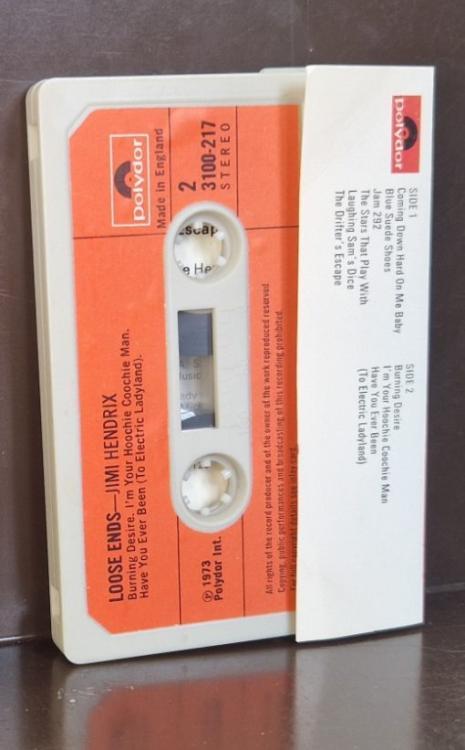 polydor
Made in England
2
3100-217
STEREO
LOOSE ENDS—JIMI HENDRIX
Burning Desire. I'm Your Hoochie Coochie Man.
Have You Ever Been (To Electric Ladyland).
℗ 1973
Polydor Int.
All rights of the record producer and of the owner of the work reproduced reserved
Copying, public performances and broadcasting of this recording prohibited.
polydor
SIDE 1
Coming Down Hard On Me Baby
Blue Suede Shoes
Jam 292
The Stars That Play With
Laughing Sam's Dice
The Drifter's Escape
SIDE 2
Burning Desire
I'm Your Hoochie Coochie Man
Have You Ever Been
(To Electric Ladyland)